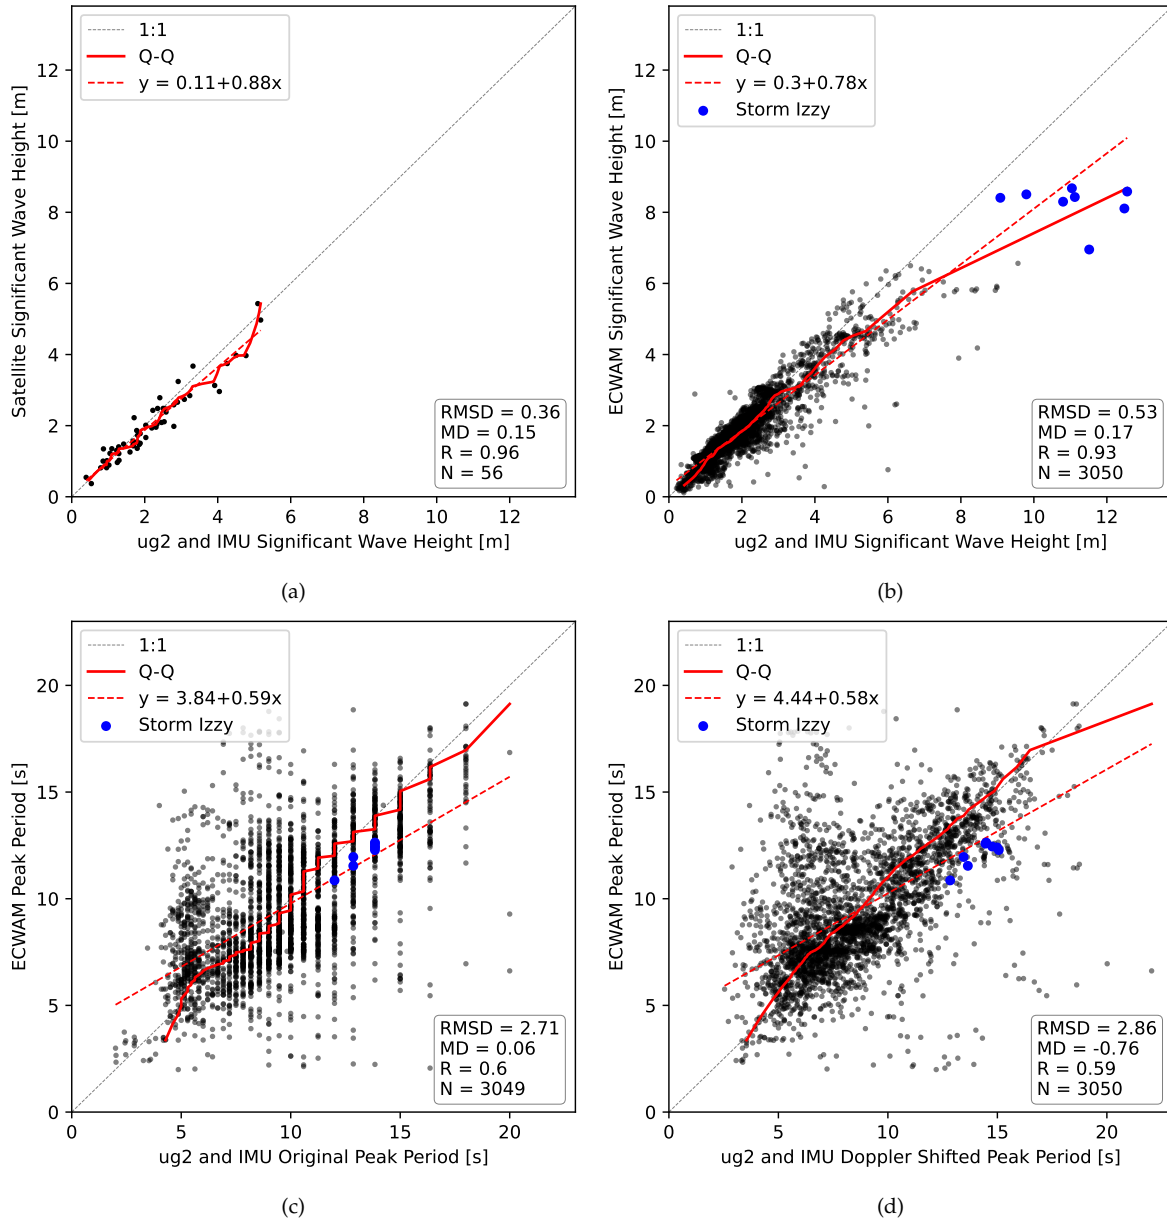 1:1
Q-Q
y = 0.11+0.88x
Satellite Significant Wave Height [m]
12
10
8
6
4
2
0
RMSD = 0.36
MD = 0.15
R = 0.96
N = 56
0 2 4 6 8 10 12
ug2 and IMU Significant Wave Height [m]
(a)
1:1
Q-Q
y = 0.3+0.78x
Storm Izzy
ECWAM Significant Wave Height [m]
12
10
8
6
4
2
0
RMSD = 0.53
MD = 0.17
R = 0.93
N = 3050
0 2 4 6 8 10 12
ug2 and IMU Significant Wave Height [m]
(b)
1:1
Q-Q
y = 3.84+0.59x
Storm Izzy
ECWAM Peak Period [s]
20
15
10
5
0
RMSD = 2.71
MD = 0.06
R = 0.6
N = 3049
0 5 10 15 20
ug2 and IMU Original Peak Period [s]
(c)
1:1
Q-Q
y = 4.44+0.58x
Storm Izzy
ECWAM Peak Period [s]
20
15
10
5
0
RMSD = 2.86
MD = -0.76
R = 0.59
N = 3050
0 5 10 15 20
ug2 and IMU Doppler Shifted Peak Period [s]
(d)